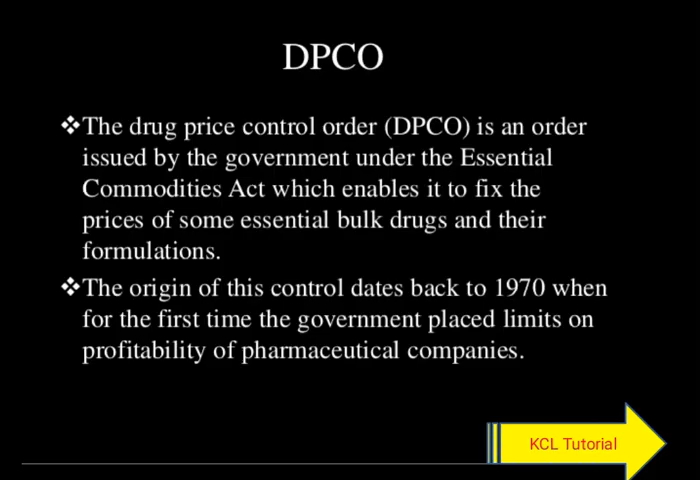 DPCO
❖The drug price control order (DPCO) is an order
issued by the government under the Essential
Commodities Act which enables it to fix the
prices of some essential bulk drugs and their
formulations.
❖The origin of this control dates back to 1970 when
for the first time the government placed limits on
profitability of pharmaceutical companies.
KCL Tutorial